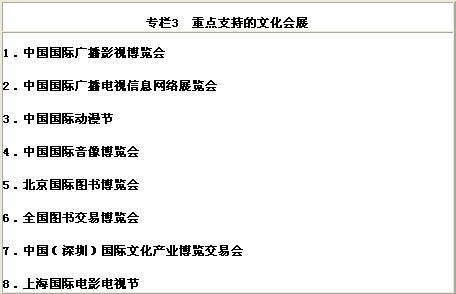 专栏3 重点支持的文化会展
1．中国国际广播影视博览会
2．中国国际广播电视信息网络展览会
3．中国国际动漫节
4．中国国际音像博览会
5．北京国际图书博览会
6．全国图书交易博览会
7．中国（深圳）国际文化产业博览交易会
8．上海国际电影电视节